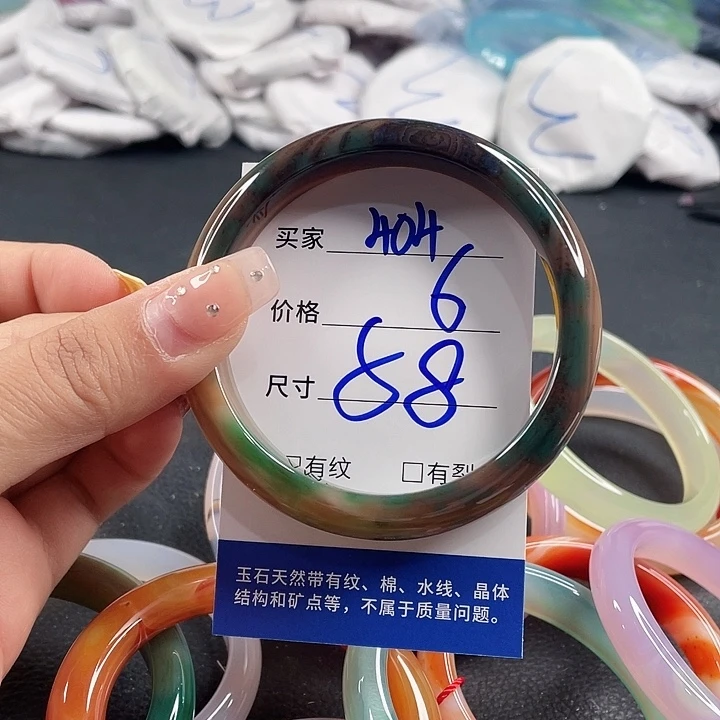 买家 404
6
价格
尺寸 88
有纹 □有裂
玉石天然带有纹、棉、水线、晶体
结构和矿点等，不属于质量问题。